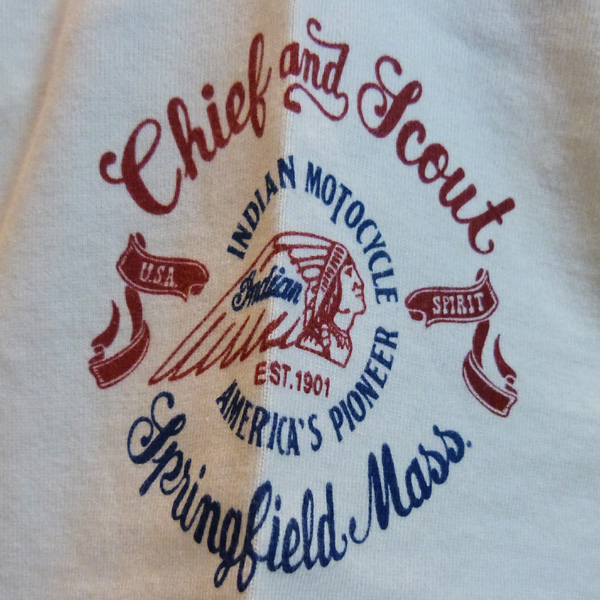 Chief and Scout
INDIAN MOTOCYCLE
U.S.A.
Indian
SPIRIT
EST.1901
AMERICA'S PIONEER
Springfield Mass.